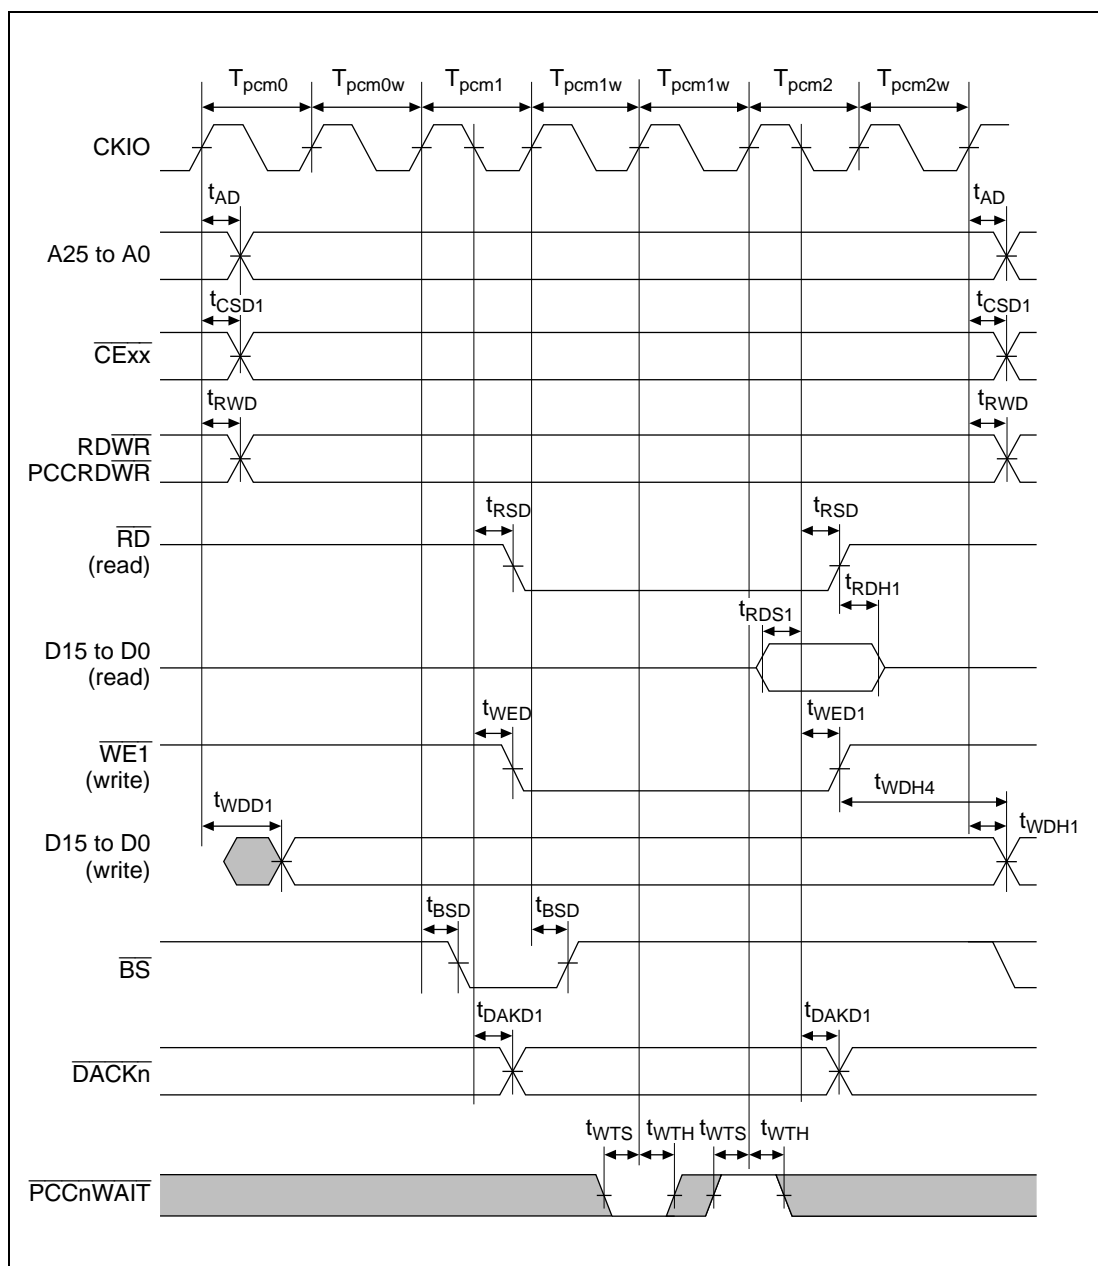 Tpcm0 Tpcm0w Tpcm1 Tpcm1w Tpcm1w Tpcm2 Tpcm2w
CKIO
tAD tAD
A25 to A0
tCSD1 tCSD1
CExx
tRWD tRWD
RDWR
PCCRDWR
tRSD tRSD
RD
(read)
tRDH1
tRDS1
D15 to D0
(read)
tWED tWED1
WE1
(write)
tWDH4
tWDD1
tWDH1
D15 to D0
(write)
tBSD tBSD
BS
tDAKD1 tDAKD1
DACKn
tWTS tWTH tWTS tWTH
PCCnWAIT